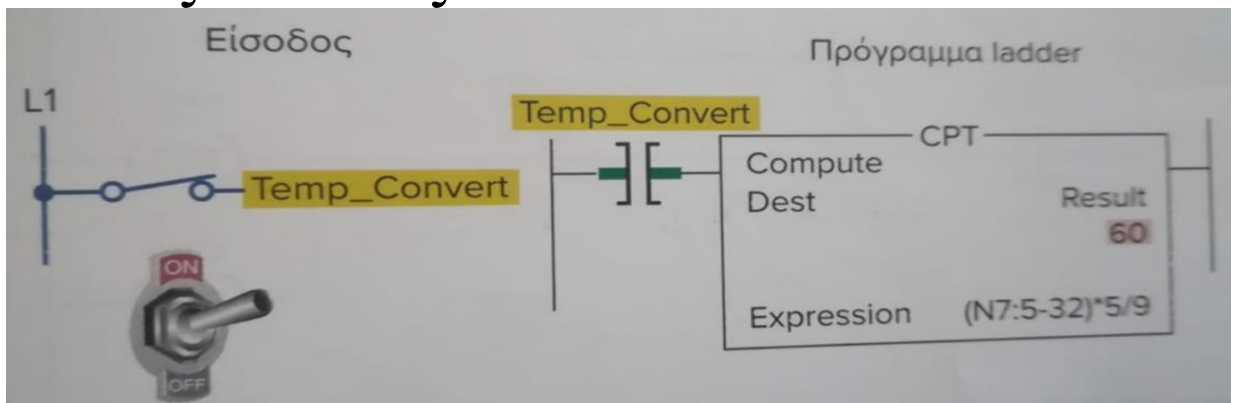 Είσοδος
Πρόγραμμα ladder
L1
Temp_Convert
Temp_Convert
CPT
Compute
Dest
Result
60
Expression (N7:5-32)*5/9
ON
OFF